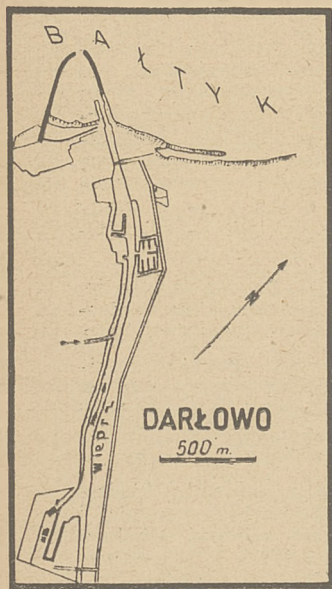 BAŁTYK
N
DARŁOWO
500 m.
Wieprz